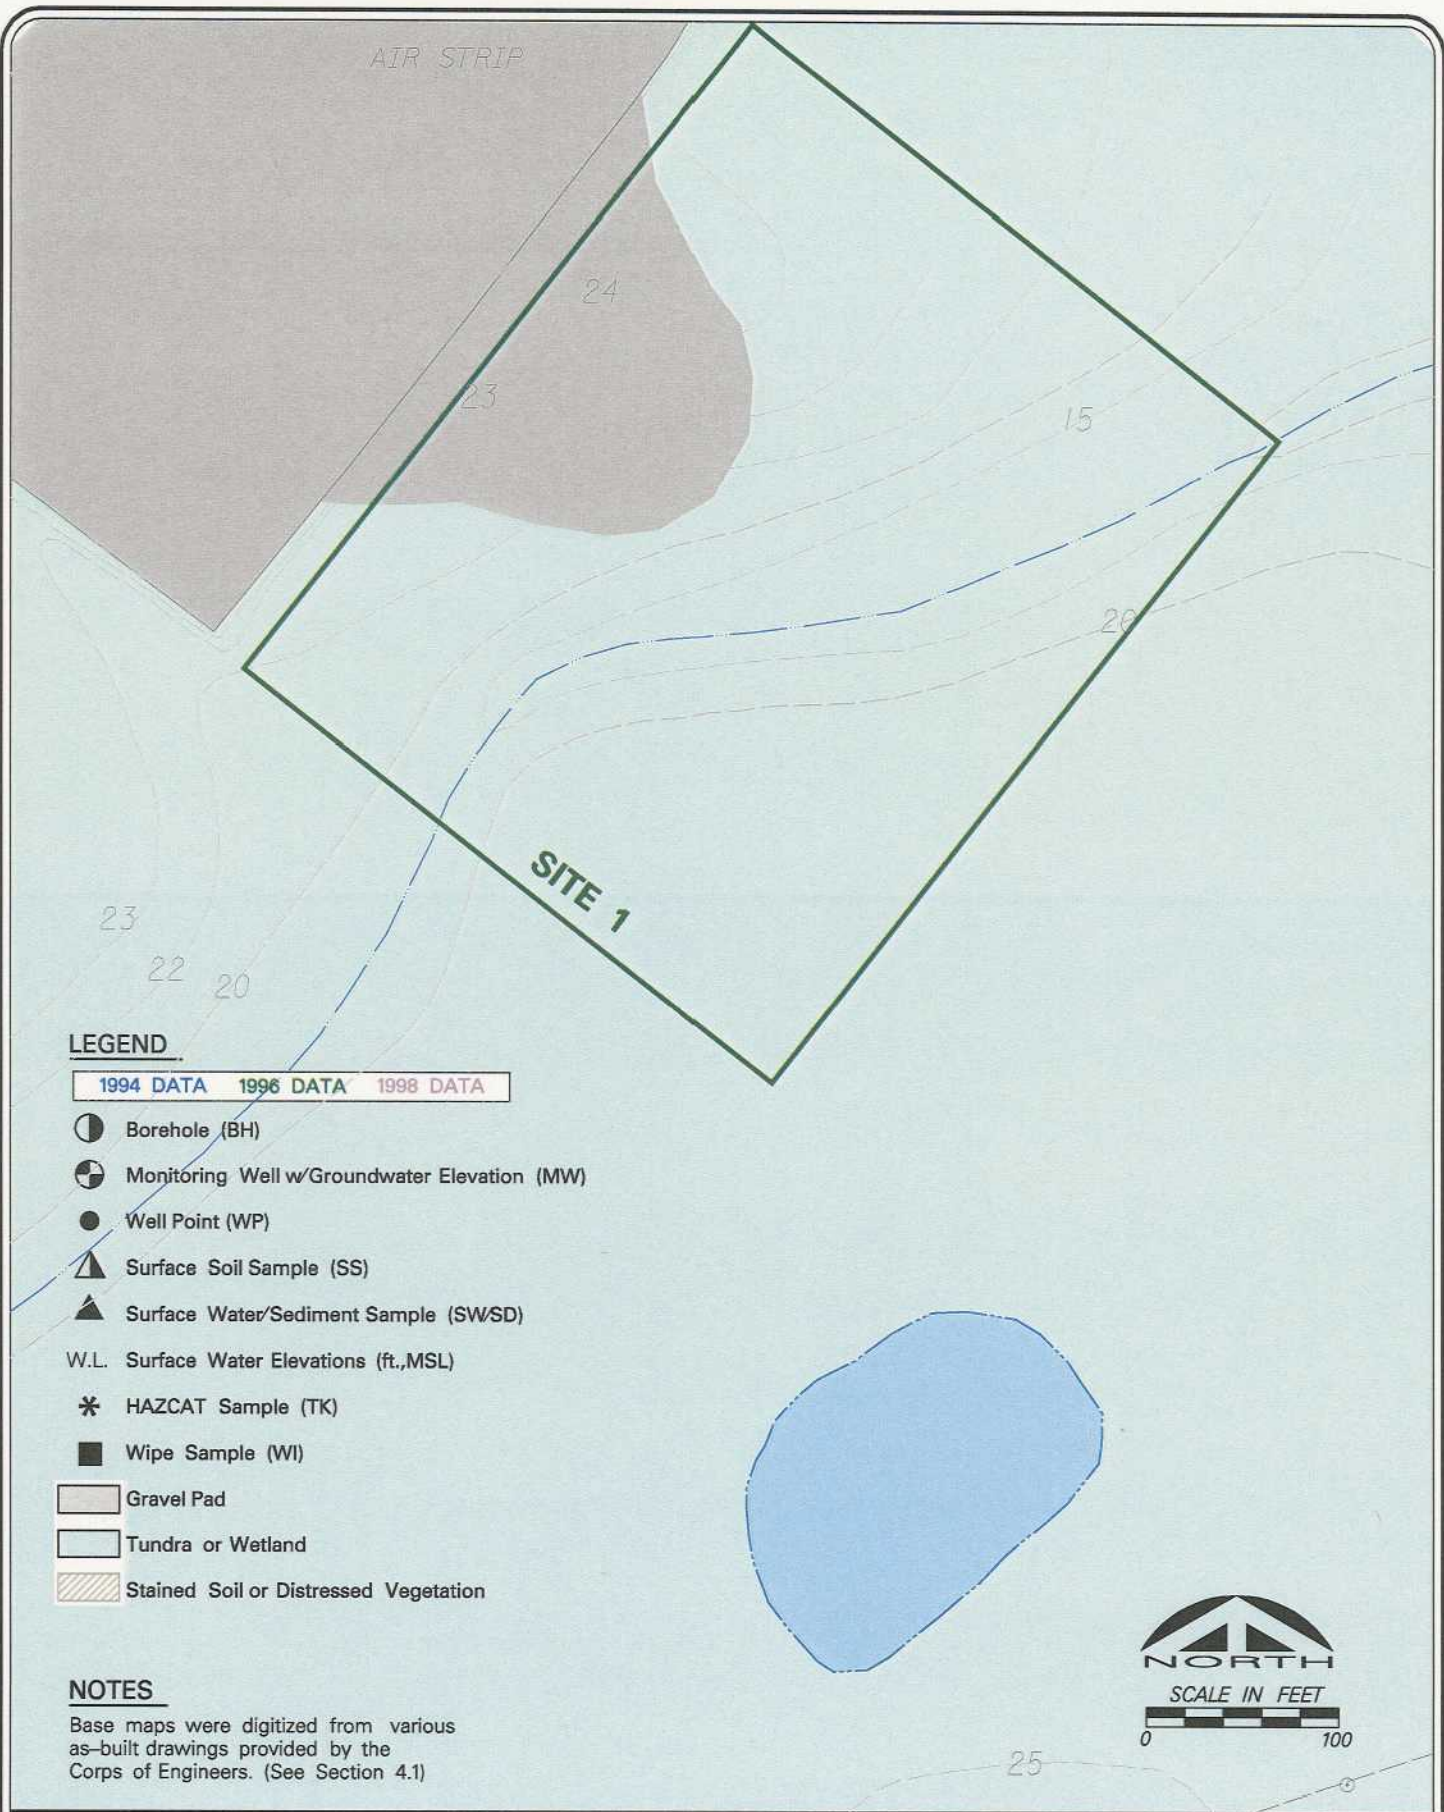 AIR STRIP
24
23
15
20
SITE 1
23
22
20
LEGEND
1994 DATA 1996 DATA 1998 DATA
Borehole (BH)
Monitoring Well w/Groundwater Elevation (MW)
Well Point (WP)
Surface Soil Sample (SS)
Surface Water/Sediment Sample (SW/SD)
W.L. Surface Water Elevations (ft.,MSL)
HAZCAT Sample (TK)
Wipe Sample (WI)
Gravel Pad
Tundra or Wetland
Stained Soil or Distressed Vegetation
NOTES
Base maps were digitized from various
as-built drawings provided by the
Corps of Engineers. (See Section 4.1)
NORTH
SCALE IN FEET
0 100
25